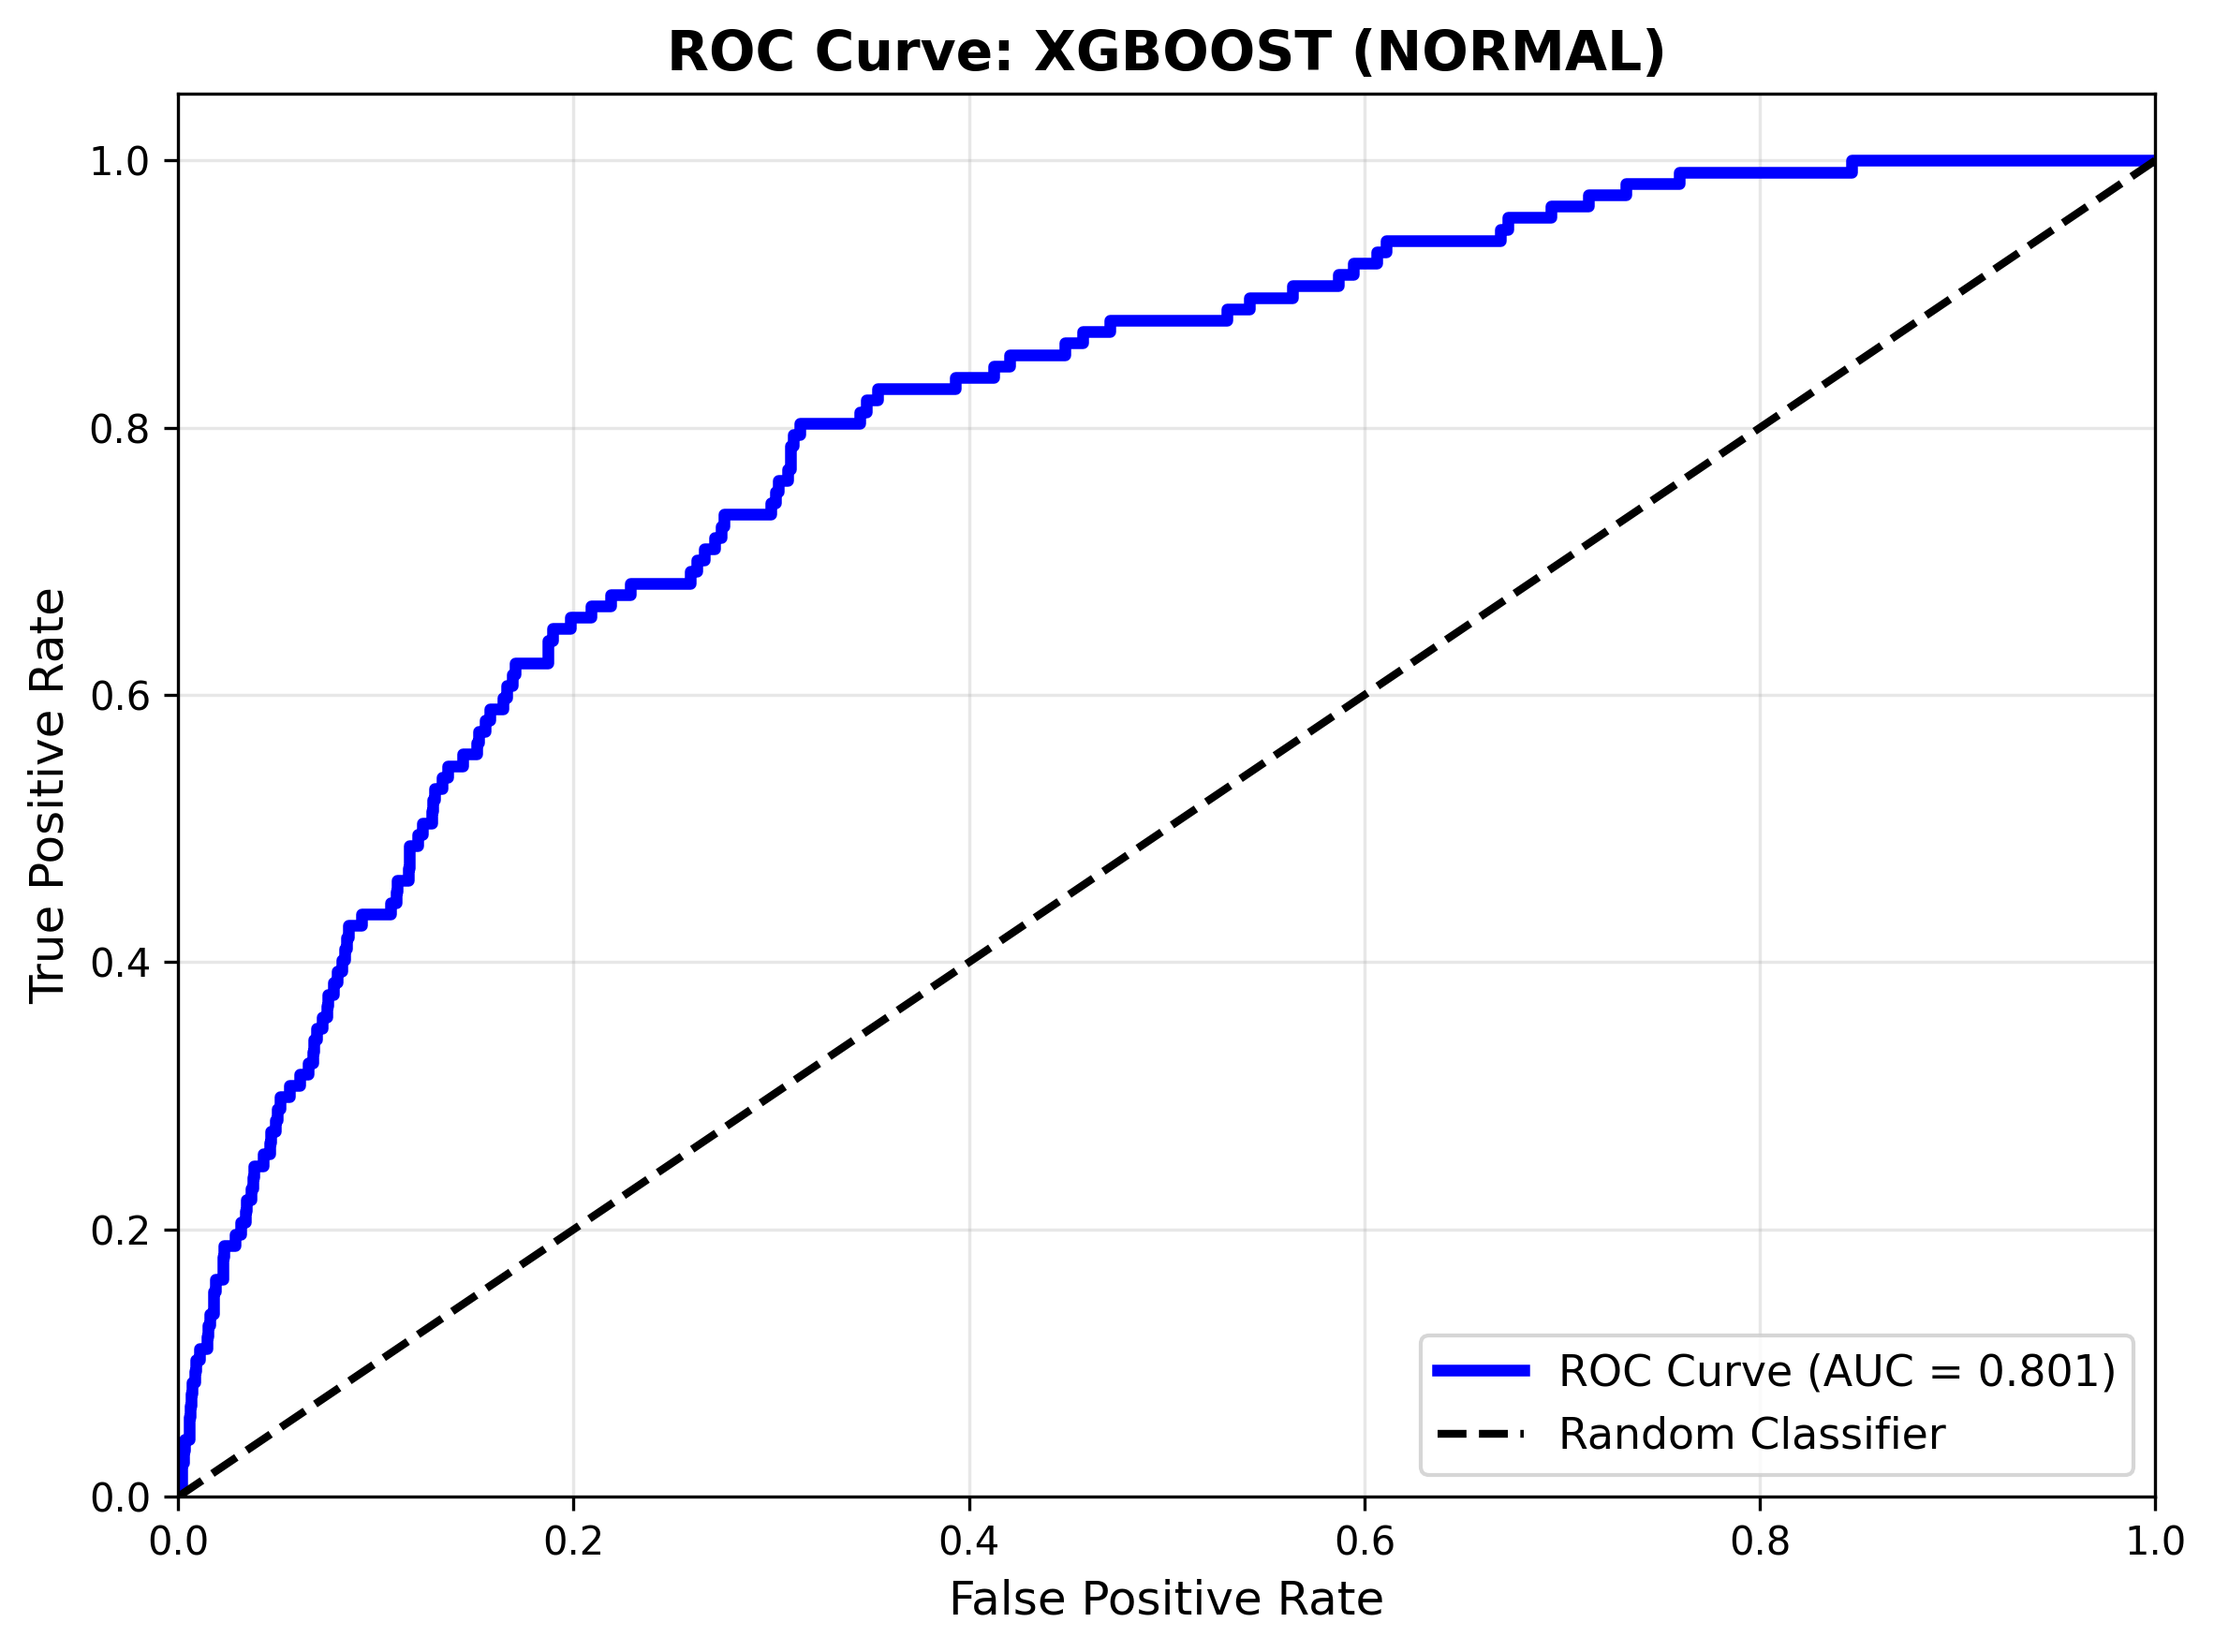 ROC Curve: XGBOOST (NORMAL)
1.0
0.8
0.6
0.4
0.2
0.0
True Positive Rate
0.0 0.2 0.4 0.6 0.8 1.0
False Positive Rate
ROC Curve (AUC = 0.801)
Random Classifier